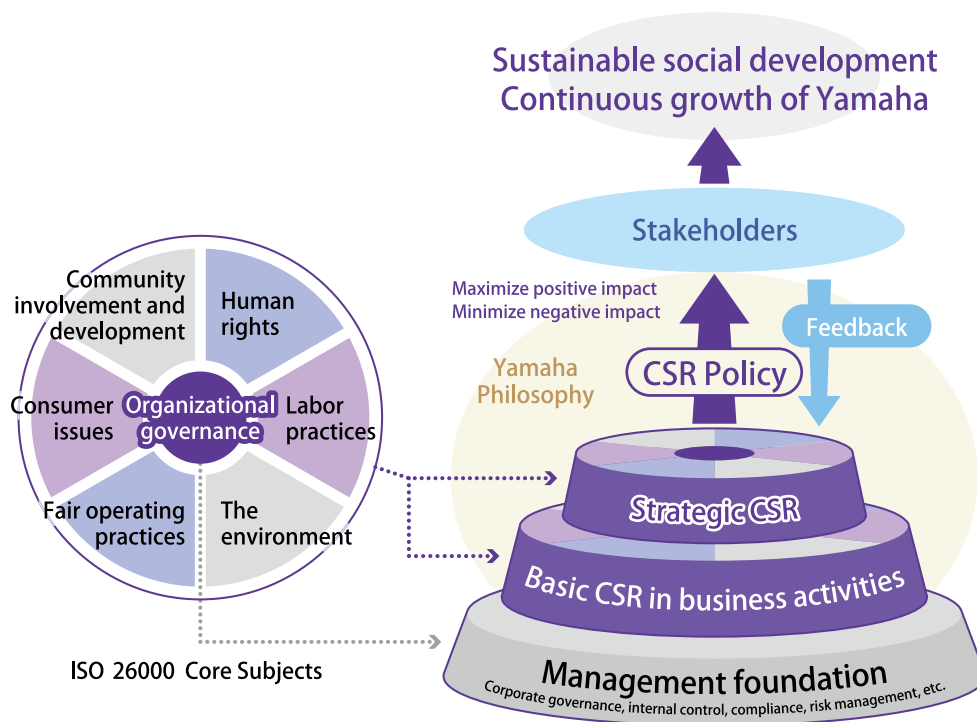 Sustainable social development
Continuous growth of Yamaha
Stakeholders
Maximize positive impact
Minimize negative impact
Feedback
CSR Policy
Yamaha
Philosophy
Strategic CSR
Basic CSR in business activities
Management foundation
Corporate governance, internal control, compliance, risk management, etc.
Community
involvement and
development
Human
rights
Consumer
issues
Organizational
governance
Labor
practices
Fair operating
practices
The
environment
ISO 26000 Core Subjects